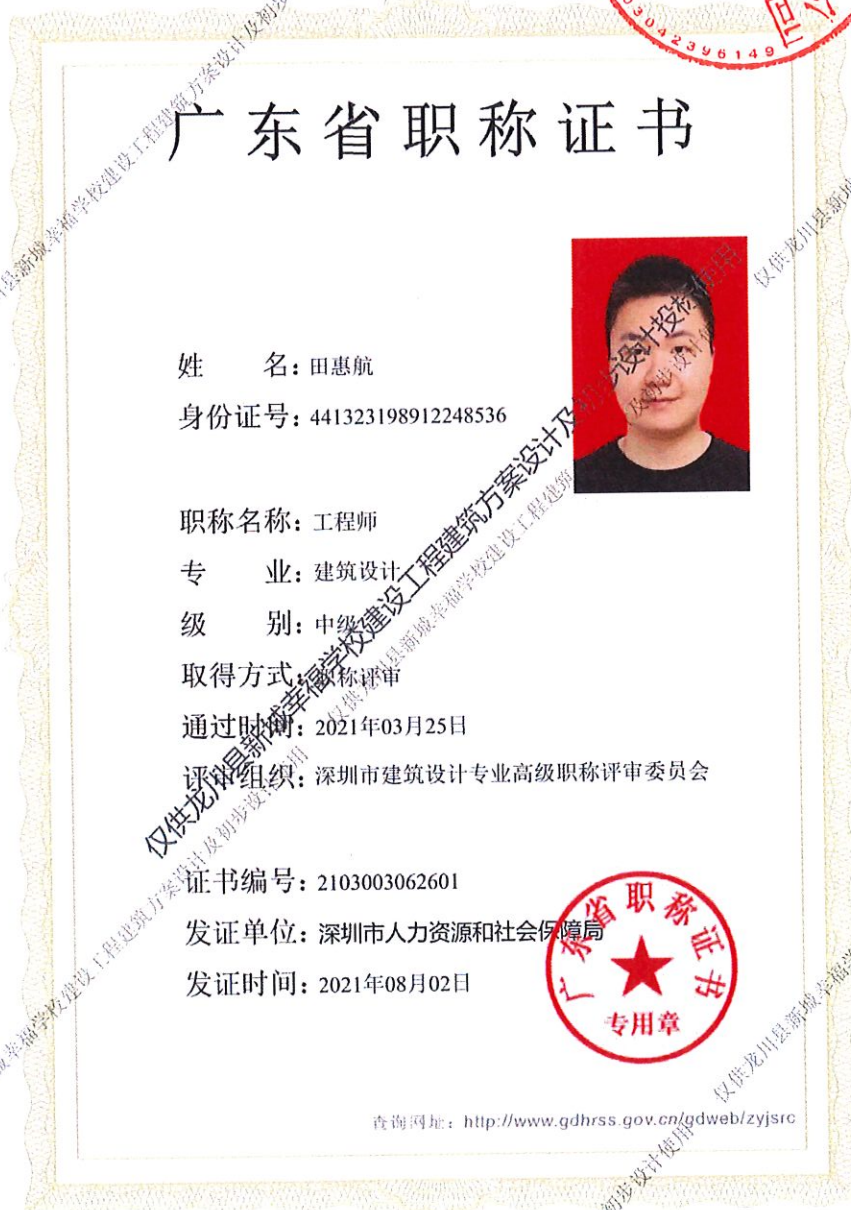 30042396149
广东省职称证书
姓 名：田惠航
身份证号：441323198912248536
职称名称：工程师
专 业：建筑设计
级 别：中级
取得方式：职称评审
通过时间：2021年03月25日
评审组织：深圳市建筑设计专业高级职称评审委员会
证书编号：2103003062601
发证单位：深圳市人力资源和社会保障局
发证时间：2021年08月02日
广东省职称证书
专用章
查询网址：http://www.gdhrss.gov.cn/gdweb/zyjsrc
仅供龙川县新城幸福学校建设工程建筑方案设计及初步设计投标使用